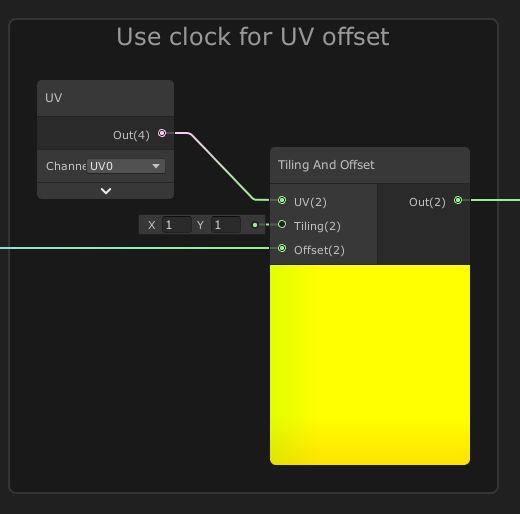 Use clock for UV offset
UV
Out(4)
Channe UV0
Tiling And Offset
UV(2) Out(2)
X 1 Y 1 Tiling(2)
Offset(2)